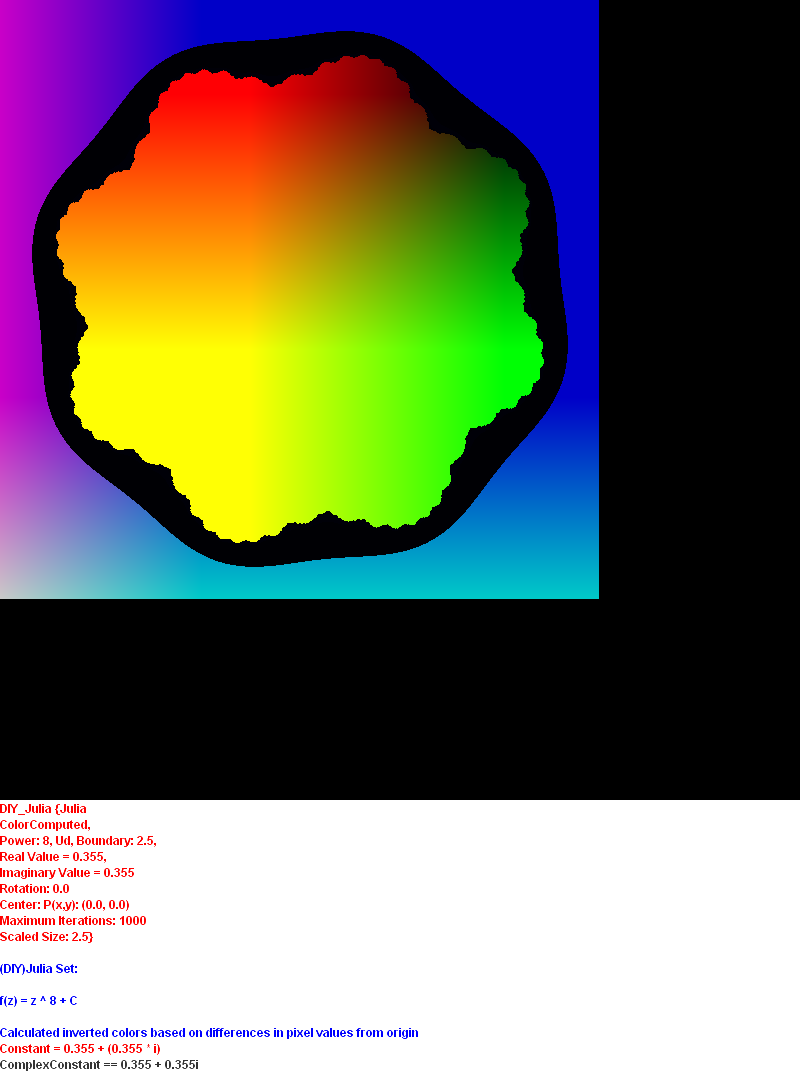 DIY_Julia {Julia
ColorComputed,
Power: 8, Ud, Boundary: 2.5,
Real Value = 0.355,
Imaginary Value = 0.355
Rotation: 0.0
Center: P(x,y): (0.0, 0.0)
Maximum Iterations: 1000
Scaled Size: 2.5}
(DIY)Julia Set:
f(z) = z ^ 8 + C
Calculated inverted colors based on differences in pixel values from origin
Constant = 0.355 + (0.355 * i)
ComplexConstant == 0.355 + 0.355i